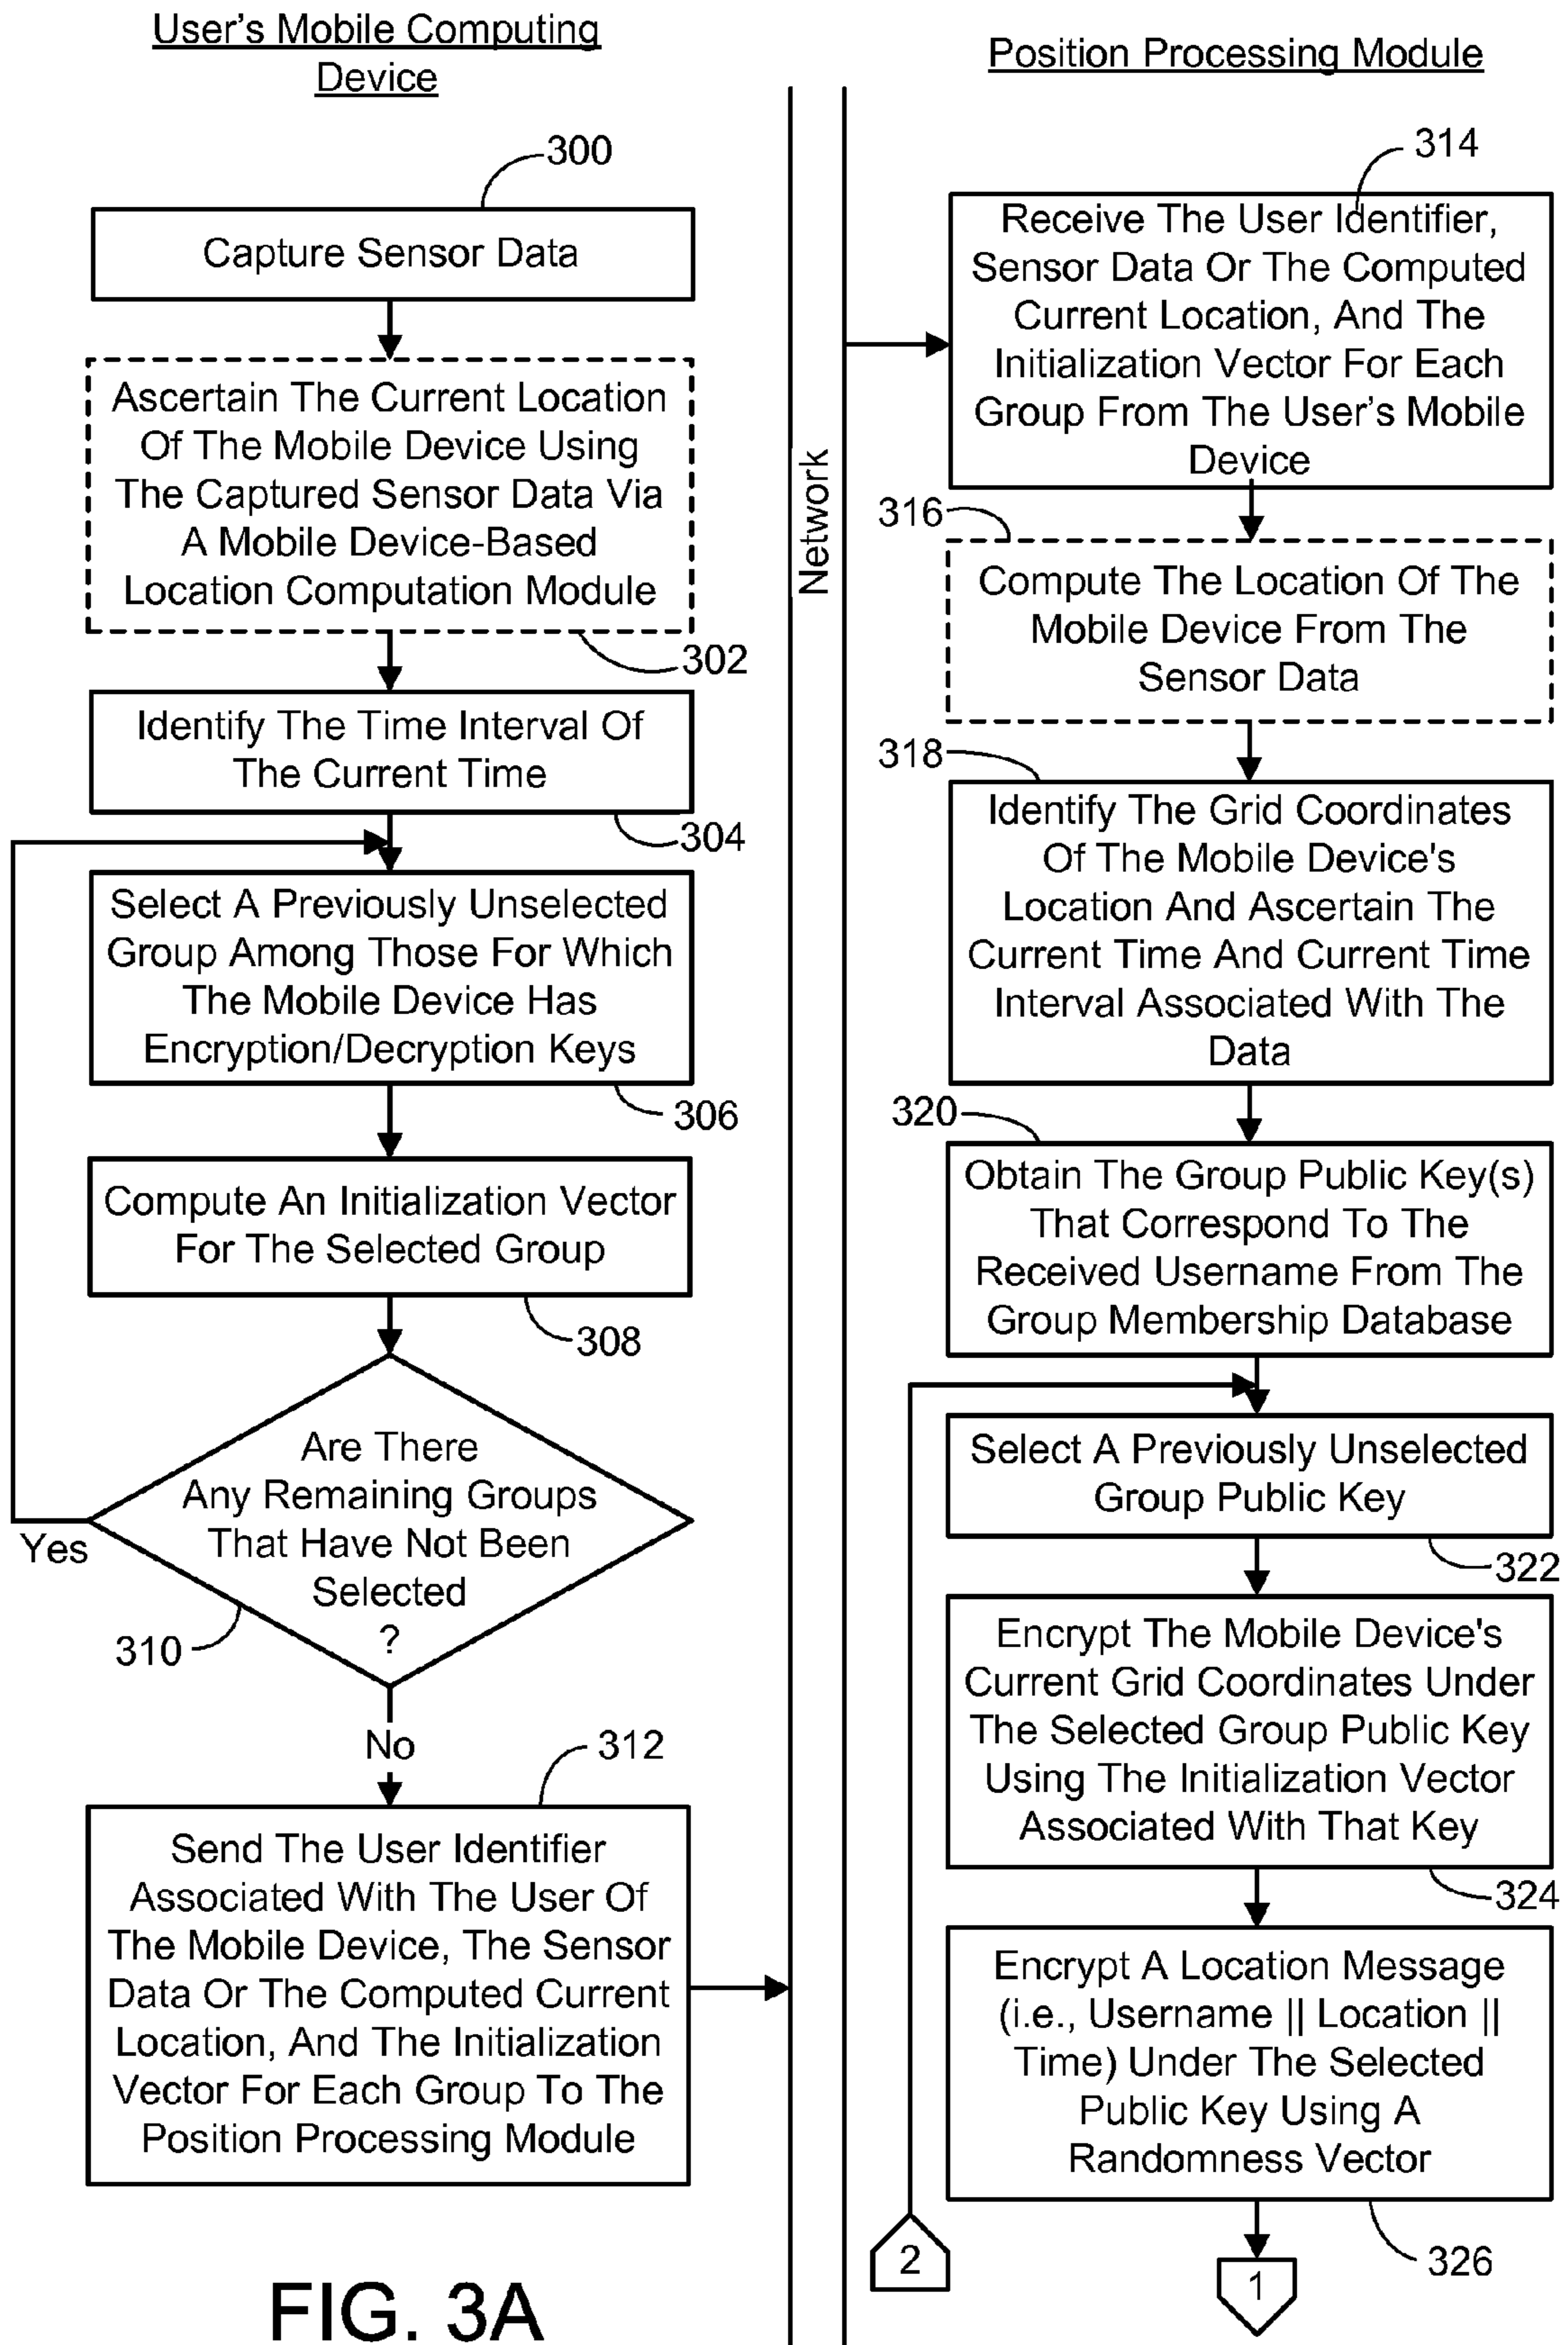 User's Mobile Computing
Device
300
Capture Sensor Data
Ascertain The Current Location
Of The Mobile Device Using
The Captured Sensor Data Via
A Mobile Device-Based
Location Computation Module
302
Identify The Time Interval Of
The Current Time
304
Select A Previously Unselected
Group Among Those For Which
The Mobile Device Has
Encryption/Decryption Keys
306
Compute An Initialization Vector
For The Selected Group
308
Are There
Any Remaining Groups
That Have Not Been
Selected
?
Yes
310
No
312
Send The User Identifier
Associated With The User Of
The Mobile Device, The Sensor
Data Or The Computed Current
Location, And The Initialization
Vector For Each Group To The
Position Processing Module
Network
Position Processing Module
314
Receive The User Identifier,
Sensor Data Or The Computed
Current Location, And The
Initialization Vector For Each
Group From The User's Mobile
Device
316
Compute The Location Of The
Mobile Device From The
Sensor Data
318
Identify The Grid Coordinates
Of The Mobile Device's
Location And Ascertain The
Current Time And Current Time
Interval Associated With The
Data
320
Obtain The Group Public Key(s)
That Correspond To The
Received Username From The
Group Membership Database
Select A Previously Unselected
Group Public Key
322
Encrypt The Mobile Device's
Current Grid Coordinates Under
The Selected Group Public Key
Using The Initialization Vector
Associated With That Key
324
Encrypt A Location Message
(i.e., Username || Location ||
Time) Under The Selected
Public Key Using A
Randomness Vector
326
2
1
FIG. 3A